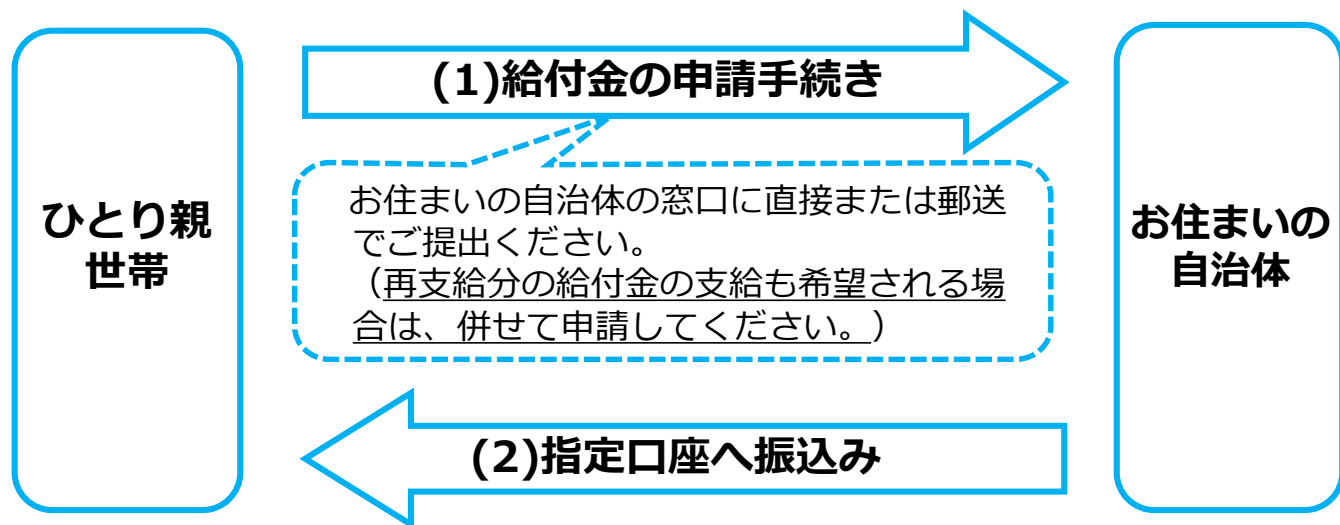 (1)給付金の申請手続き
ひとり親
世帯
お住まいの自治体の窓口に直接または郵送
でご提出ください。
（再支給分の給付金の支給も希望される場
合は、併せて申請してください。）
お住まいの
自治体
(2)指定口座へ振込み